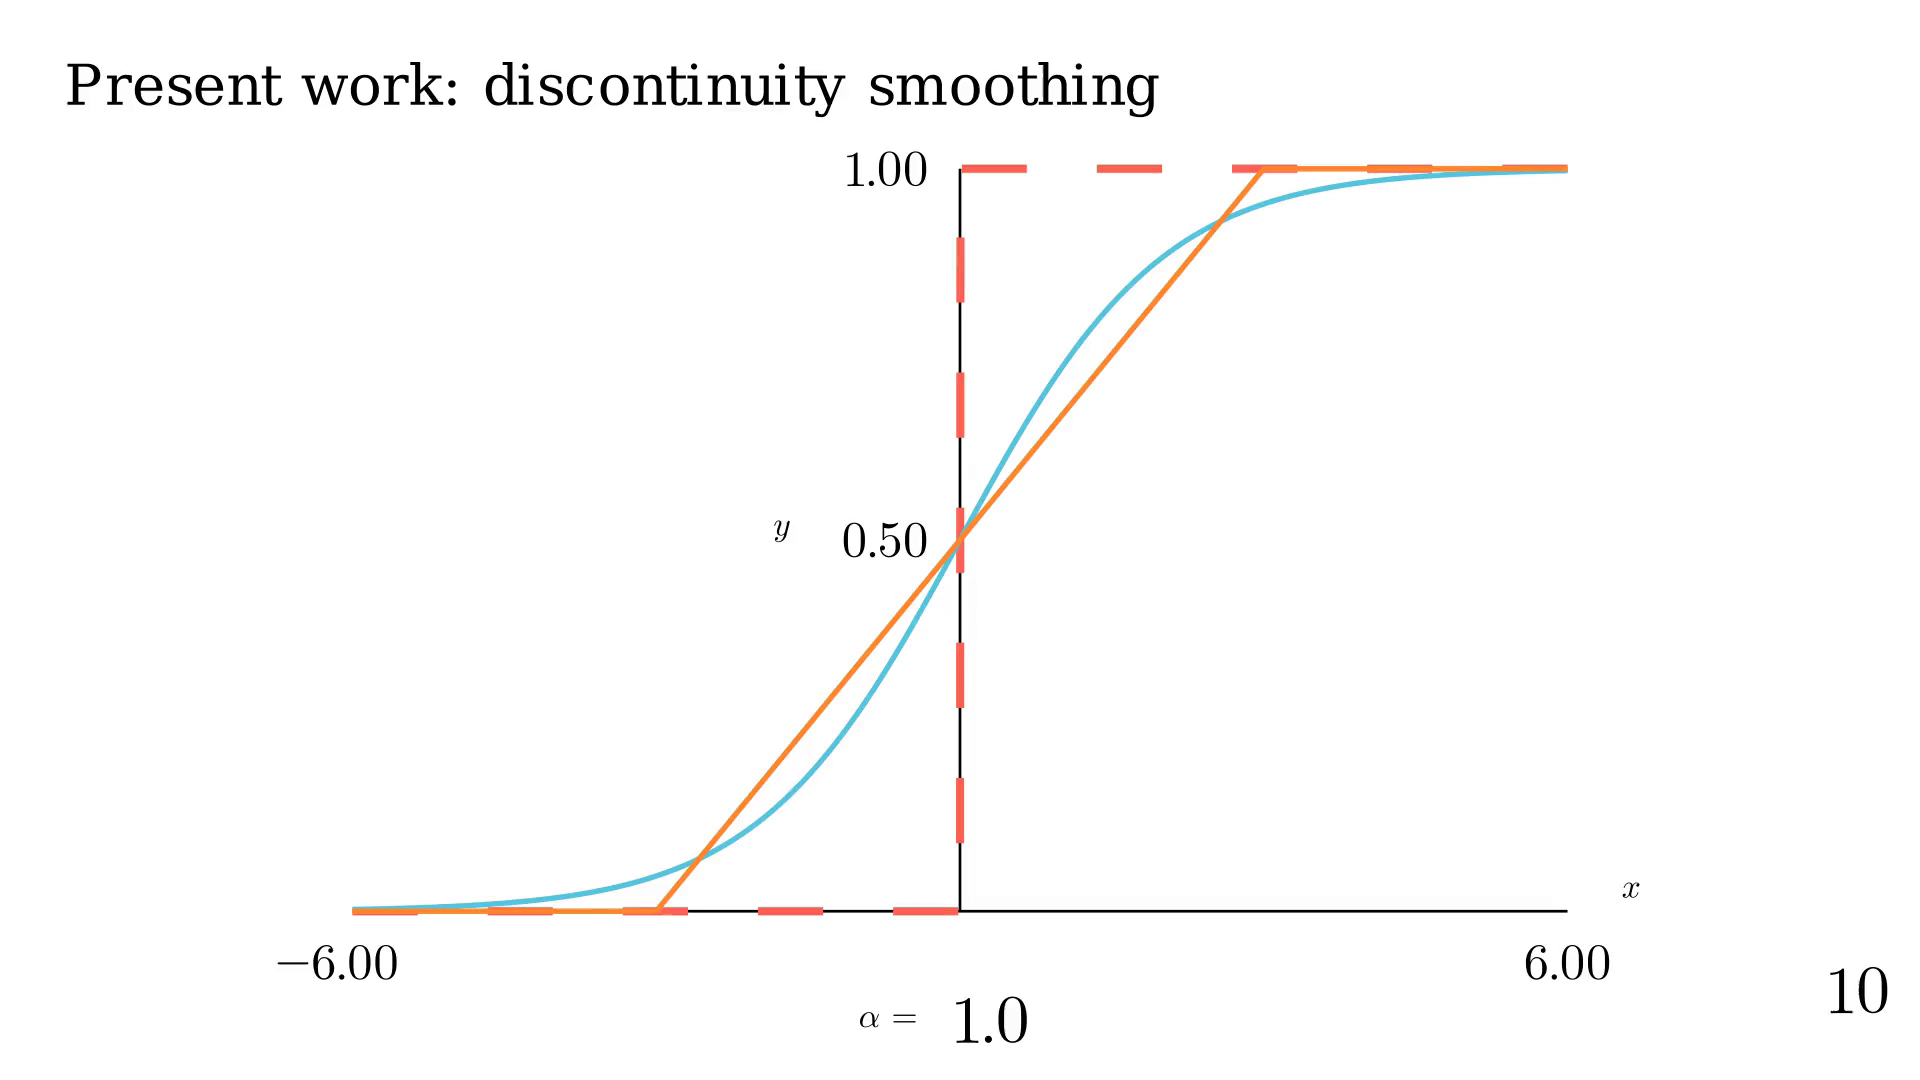 Present work: discontinuity smoothing
1.00
y 0.50
x
−6.00 6.00
α = 1.0
10